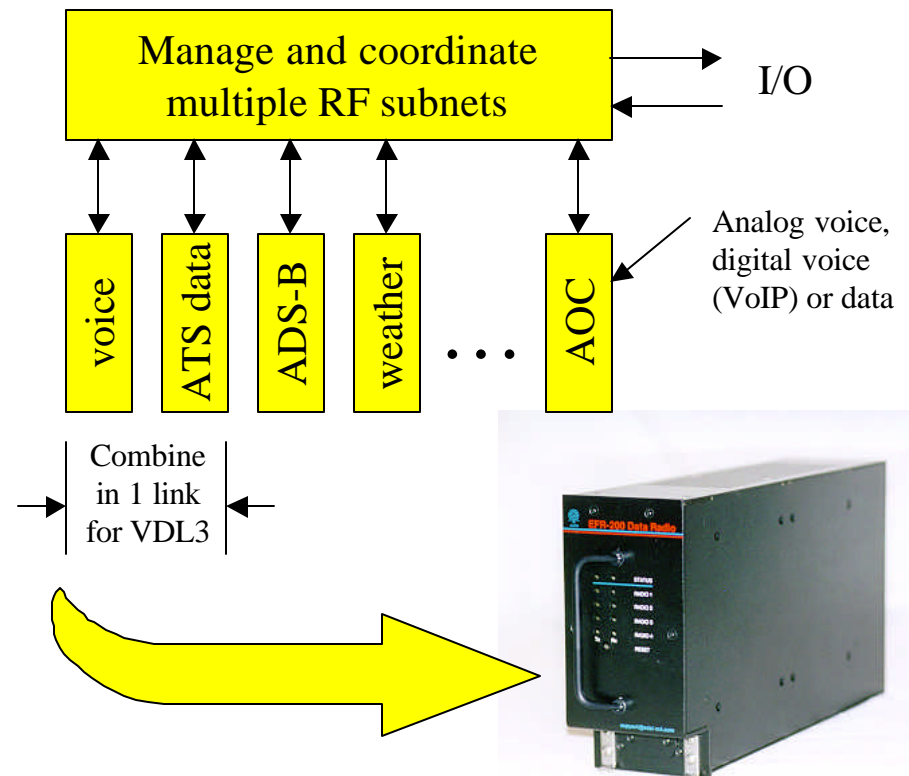 Manage and coordinate
multiple RF subnets
I/O
voice
ATS data
ADS-B
weather
...
AOC
Analog voice,
digital voice
(VoIP) or data
Combine
in 1 link
for VDL3
EFR-200 Data Radio
STATUS
RADIO 1
RADIO 2
RADIO 3
RADIO 4
RESET